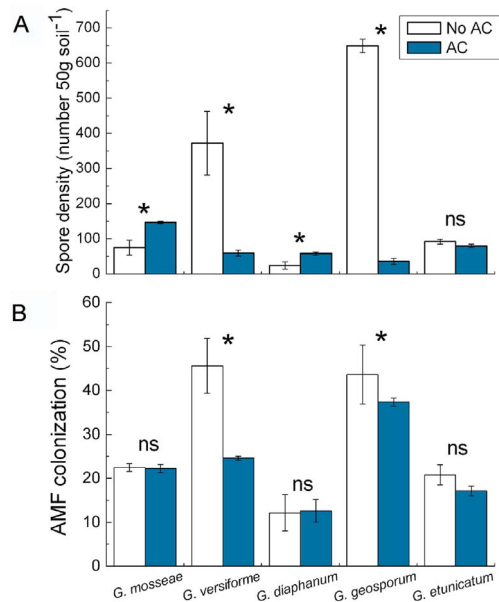 A
Spore density (number 50g soil⁻¹)
700
600
500
400
300
200
100
0
No AC
AC
*
*
*
*
ns
B
AMF colonization (%)
60
50
40
30
20
10
0
ns
*
ns
*
ns
G. mosseae
G. versiforme
G. diaphanum
G. geosporum
G. etunicatum